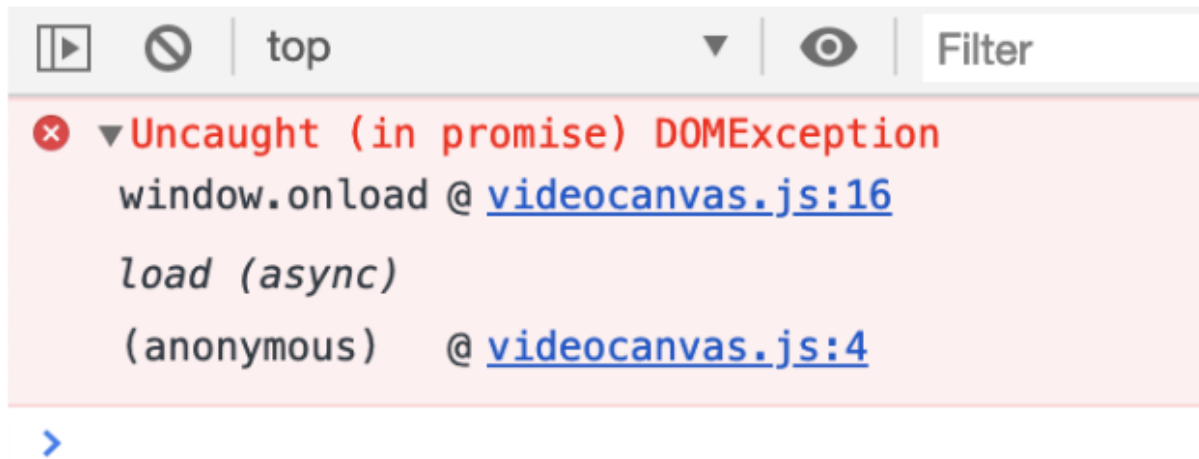 top Filter
Uncaught (in promise) DOMException
window.onload @ videocanvas.js:16
load (async)
(anonymous) @ videocanvas.js:4